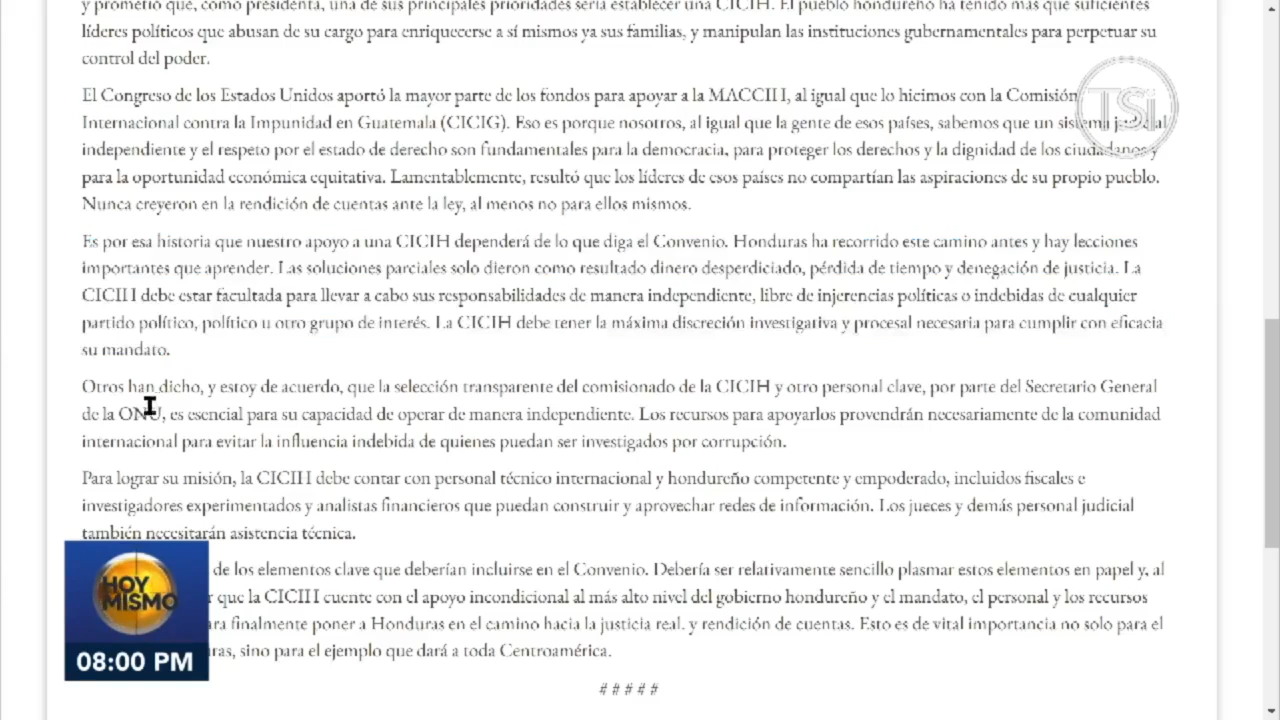 y prometió que, como presidenta, una de sus principales prioridades sería establecer una CICIH. El pueblo hondureño ha tenido más que suficientes
líderes políticos que abusan de su cargo para enriquecerse a sí mismos ya sus familias, y manipulan las instituciones gubernamentales para perpetuar su
control del poder.
El Congreso de los Estados Unidos aportó la mayor parte de los fondos para apoyar a la MACCIH, al igual que lo hicimos con la Comisión
Internacional contra la Impunidad en Guatemala (CICIG). Eso es porque nosotros, al igual que la gente de esos países, sabemos que un sistema judicial
independiente y el respeto por el estado de derecho son fundamentales para la democracia, para proteger los derechos y la dignidad de los ciudadanos y
para la oportunidad económica equitativa. Lamentablemente, resultó que los líderes de esos países no compartían las aspiraciones de su propio pueblo.
Nunca creyeron en la rendición de cuentas ante la ley, al menos no para ellos mismos.
Es por esa historia que nuestro apoyo a una CICIH dependerá de lo que diga el Convenio. Honduras ha recorrido este camino antes y hay lecciones
importantes que aprender. Las soluciones parciales solo dieron como resultado dinero desperdiciado, pérdida de tiempo y denegación de justicia. La
CICIH debe estar facultada para llevar a cabo sus responsabilidades de manera independiente, libre de injerencias políticas o indebidas de cualquier
partido político, político u otro grupo de interés. La CICIH debe tener la máxima discreción investigativa y procesal necesaria para cumplir con eficacia
su mandato.
Otros han dicho, y estoy de acuerdo, que la selección transparente del comisionado de la CICIH y otro personal clave, por parte del Secretario General
de la ONU, es esencial para su capacidad de operar de manera independiente. Los recursos para apoyarlos provendrán necesariamente de la comunidad
internacional para evitar la influencia indebida de quienes puedan ser investigados por corrupción.
Para lograr su misión, la CICIH debe contar con personal técnico internacional y hondureño competente y empoderado, incluidos fiscales e
investigadores experimentados y analistas financieros que puedan construir y aprovechar redes de información. Los jueces y demás personal judicial
también necesitarán asistencia técnica.
de los elementos clave que deberían incluirse en el Convenio. Debería ser relativamente sencillo plasmar estos elementos en papel y, al
que la CICIH cuente con el apoyo incondicional al más alto nivel del gobierno hondureño y el mandato, el personal y los recursos
finalmente poner a Honduras en el camino hacia la justicia real. y rendición de cuentas. Esto es de vital importancia no solo para el
sino para el ejemplo que dará a toda Centroamérica.
# # # # #
TSi
HOY
MISMO
08:00 PM